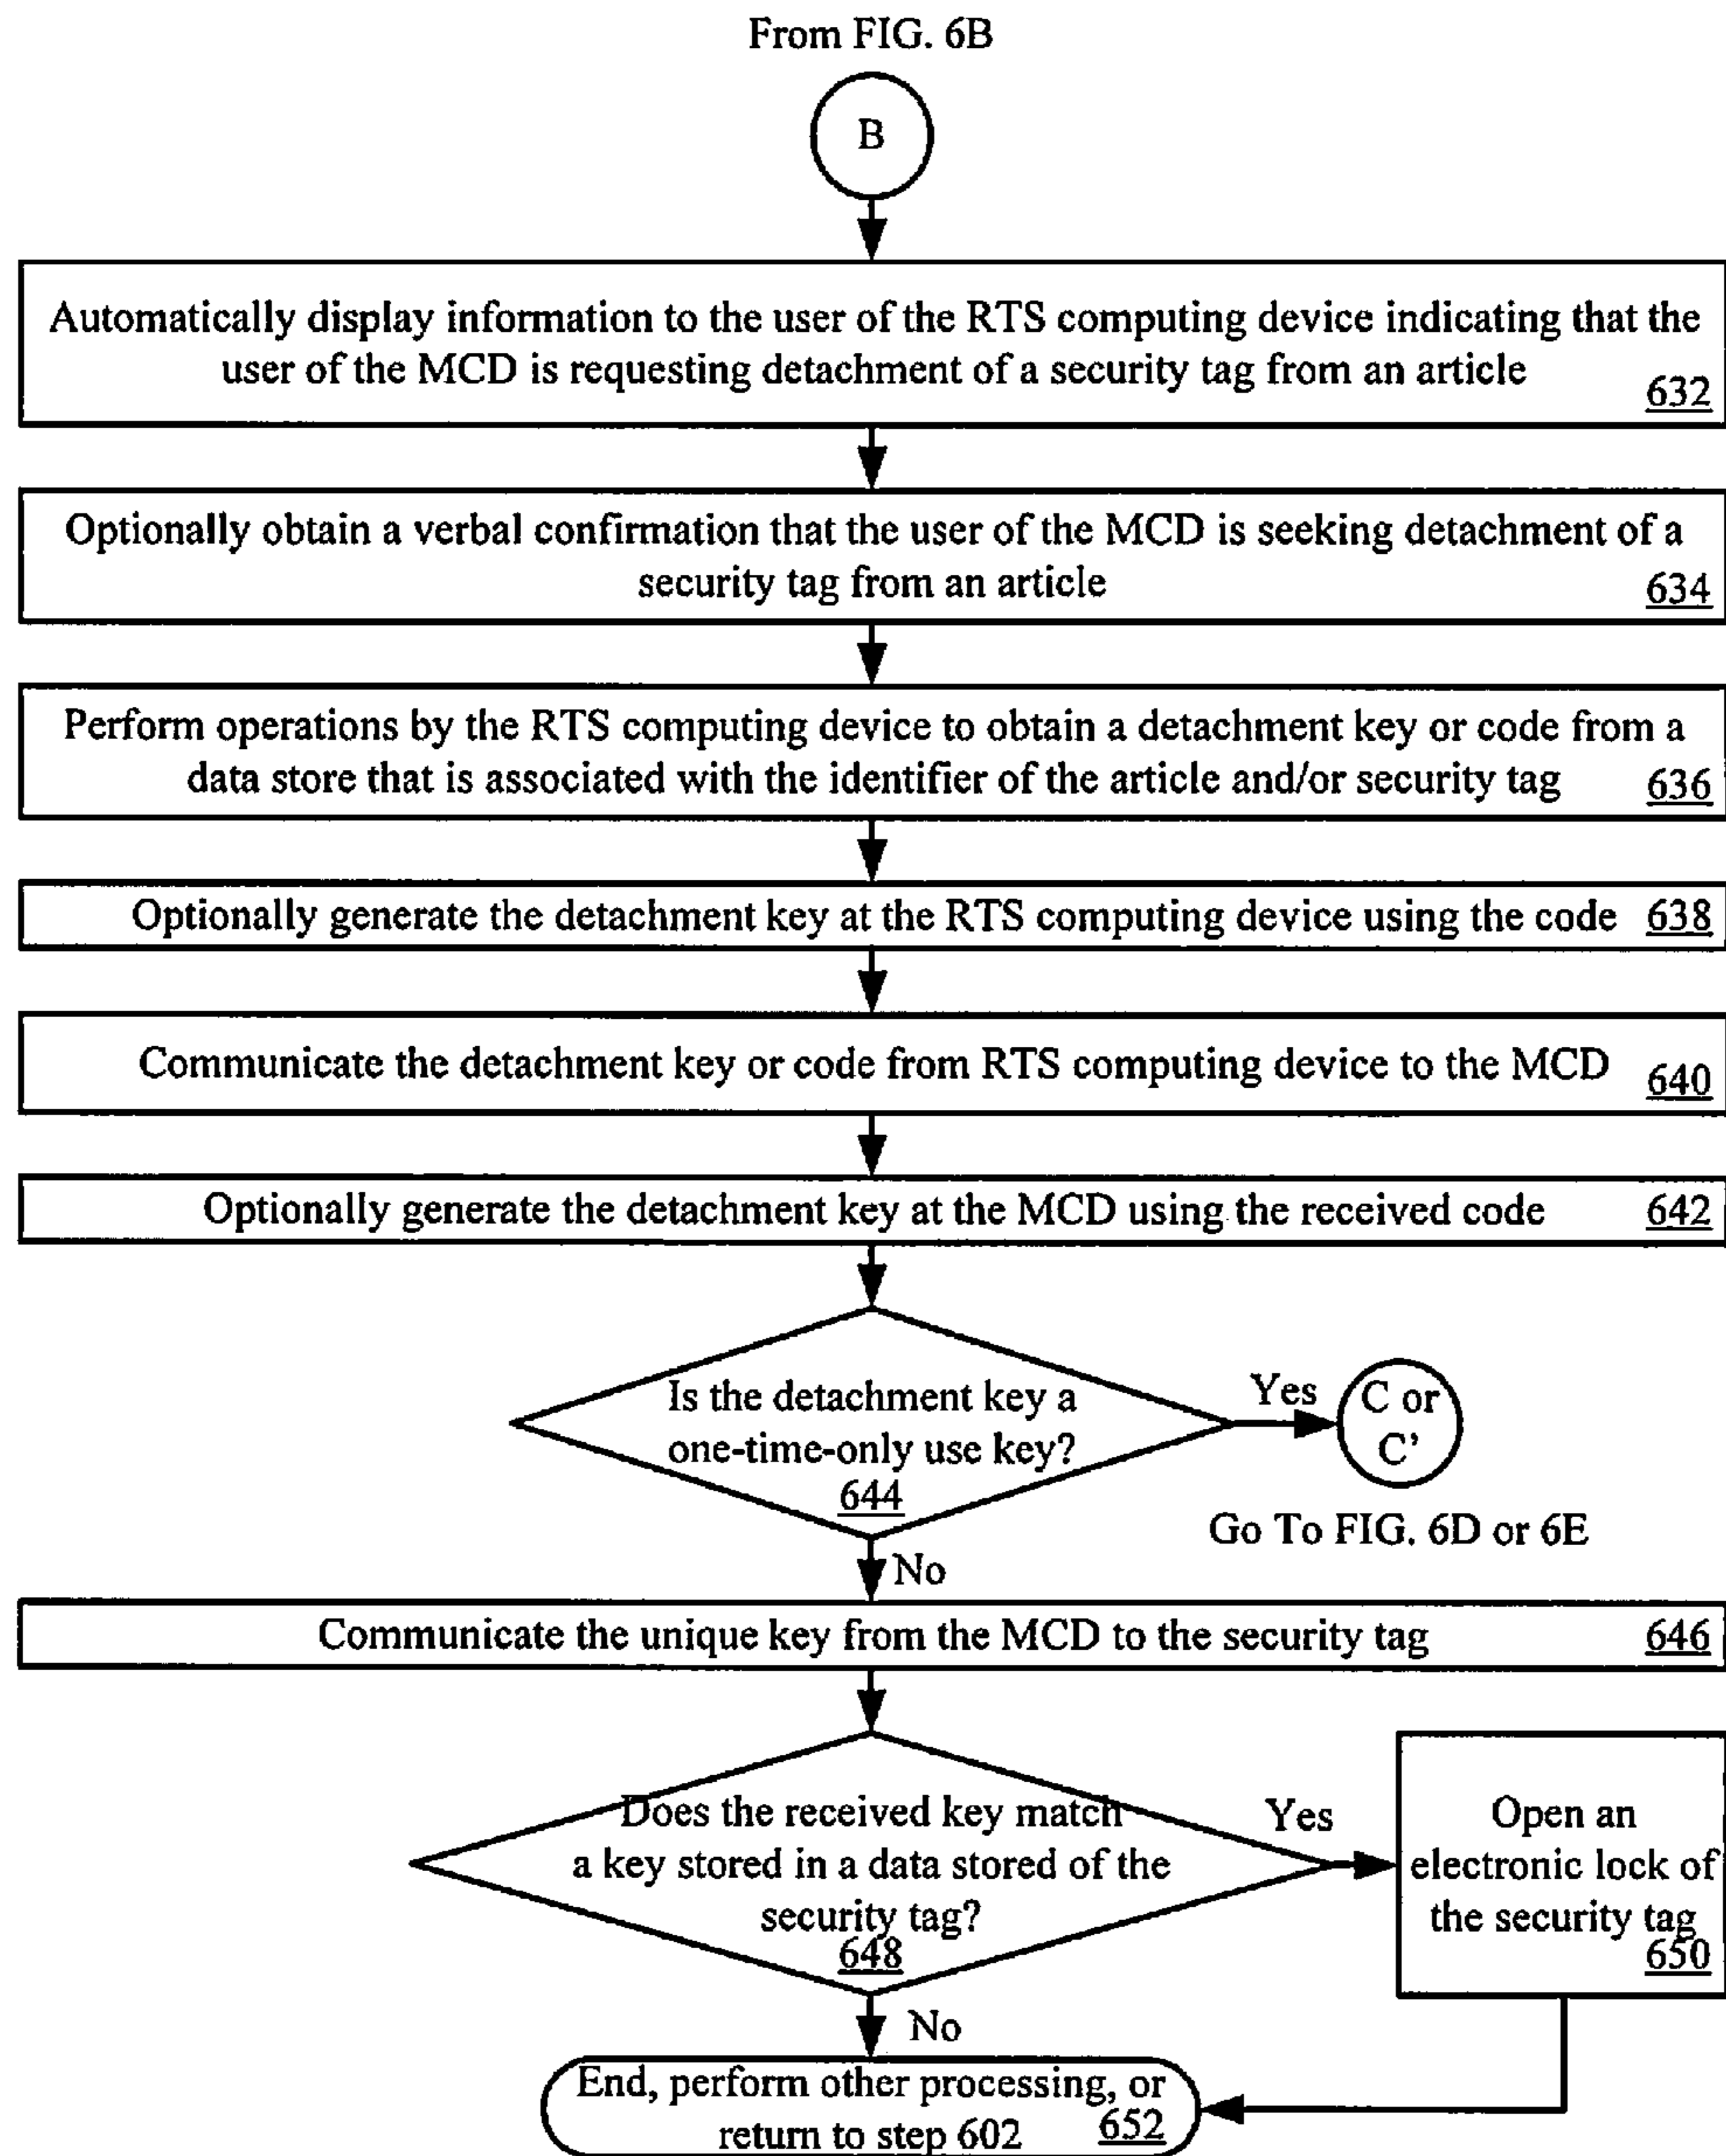 From FIG. 6B
B
Automatically display information to the user of the RTS computing device indicating that the
user of the MCD is requesting detachment of a security tag from an article
632
Optionally obtain a verbal confirmation that the user of the MCD is seeking detachment of a
security tag from an article
634
Perform operations by the RTS computing device to obtain a detachment key or code from a
data store that is associated with the identifier of the article and/or security tag
636
Optionally generate the detachment key at the RTS computing device using the code 638
Communicate the detachment key or code from RTS computing device to the MCD
640
Optionally generate the detachment key at the MCD using the received code 642
Is the detachment key a
one-time-only use key?
644
Yes
C or
C’
Go To FIG. 6D or 6E
No
Communicate the unique key from the MCD to the security tag 646
Does the received key match
a key stored in a data stored of the
security tag?
648
Yes
Open an
electronic lock of
the security tag
650
No
End, perform other processing, or
return to step 602 652